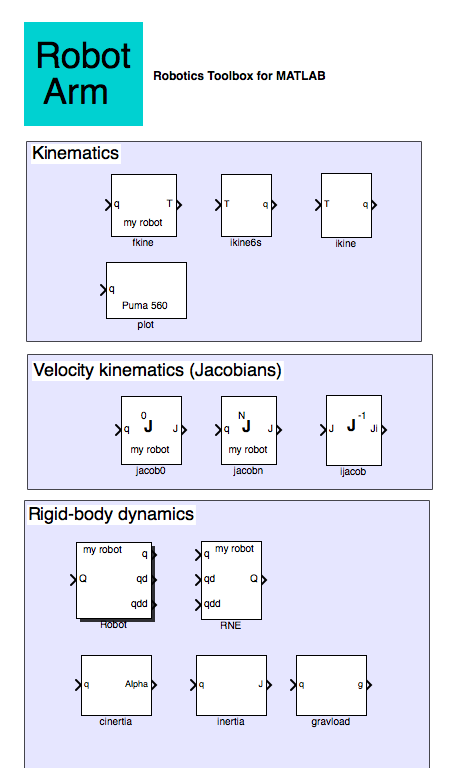 Robot
Arm
Robotics Toolbox for MATLAB
Kinematics
q T
my robot
fkine
T q
ikine6s
T q
ikine
q
Puma 560
plot
Velocity kinematics (Jacobians)
0
q J J
my robot
jacob0
N
q J J
my robot
jacobn
-1
J J Ji
ijacob
Rigid-body dynamics
my robot q
Q qd
qdd
Robot
q my robot
qd Q
qdd
RNE
q Alpha
cinertia
q J
inertia
q g
gravload